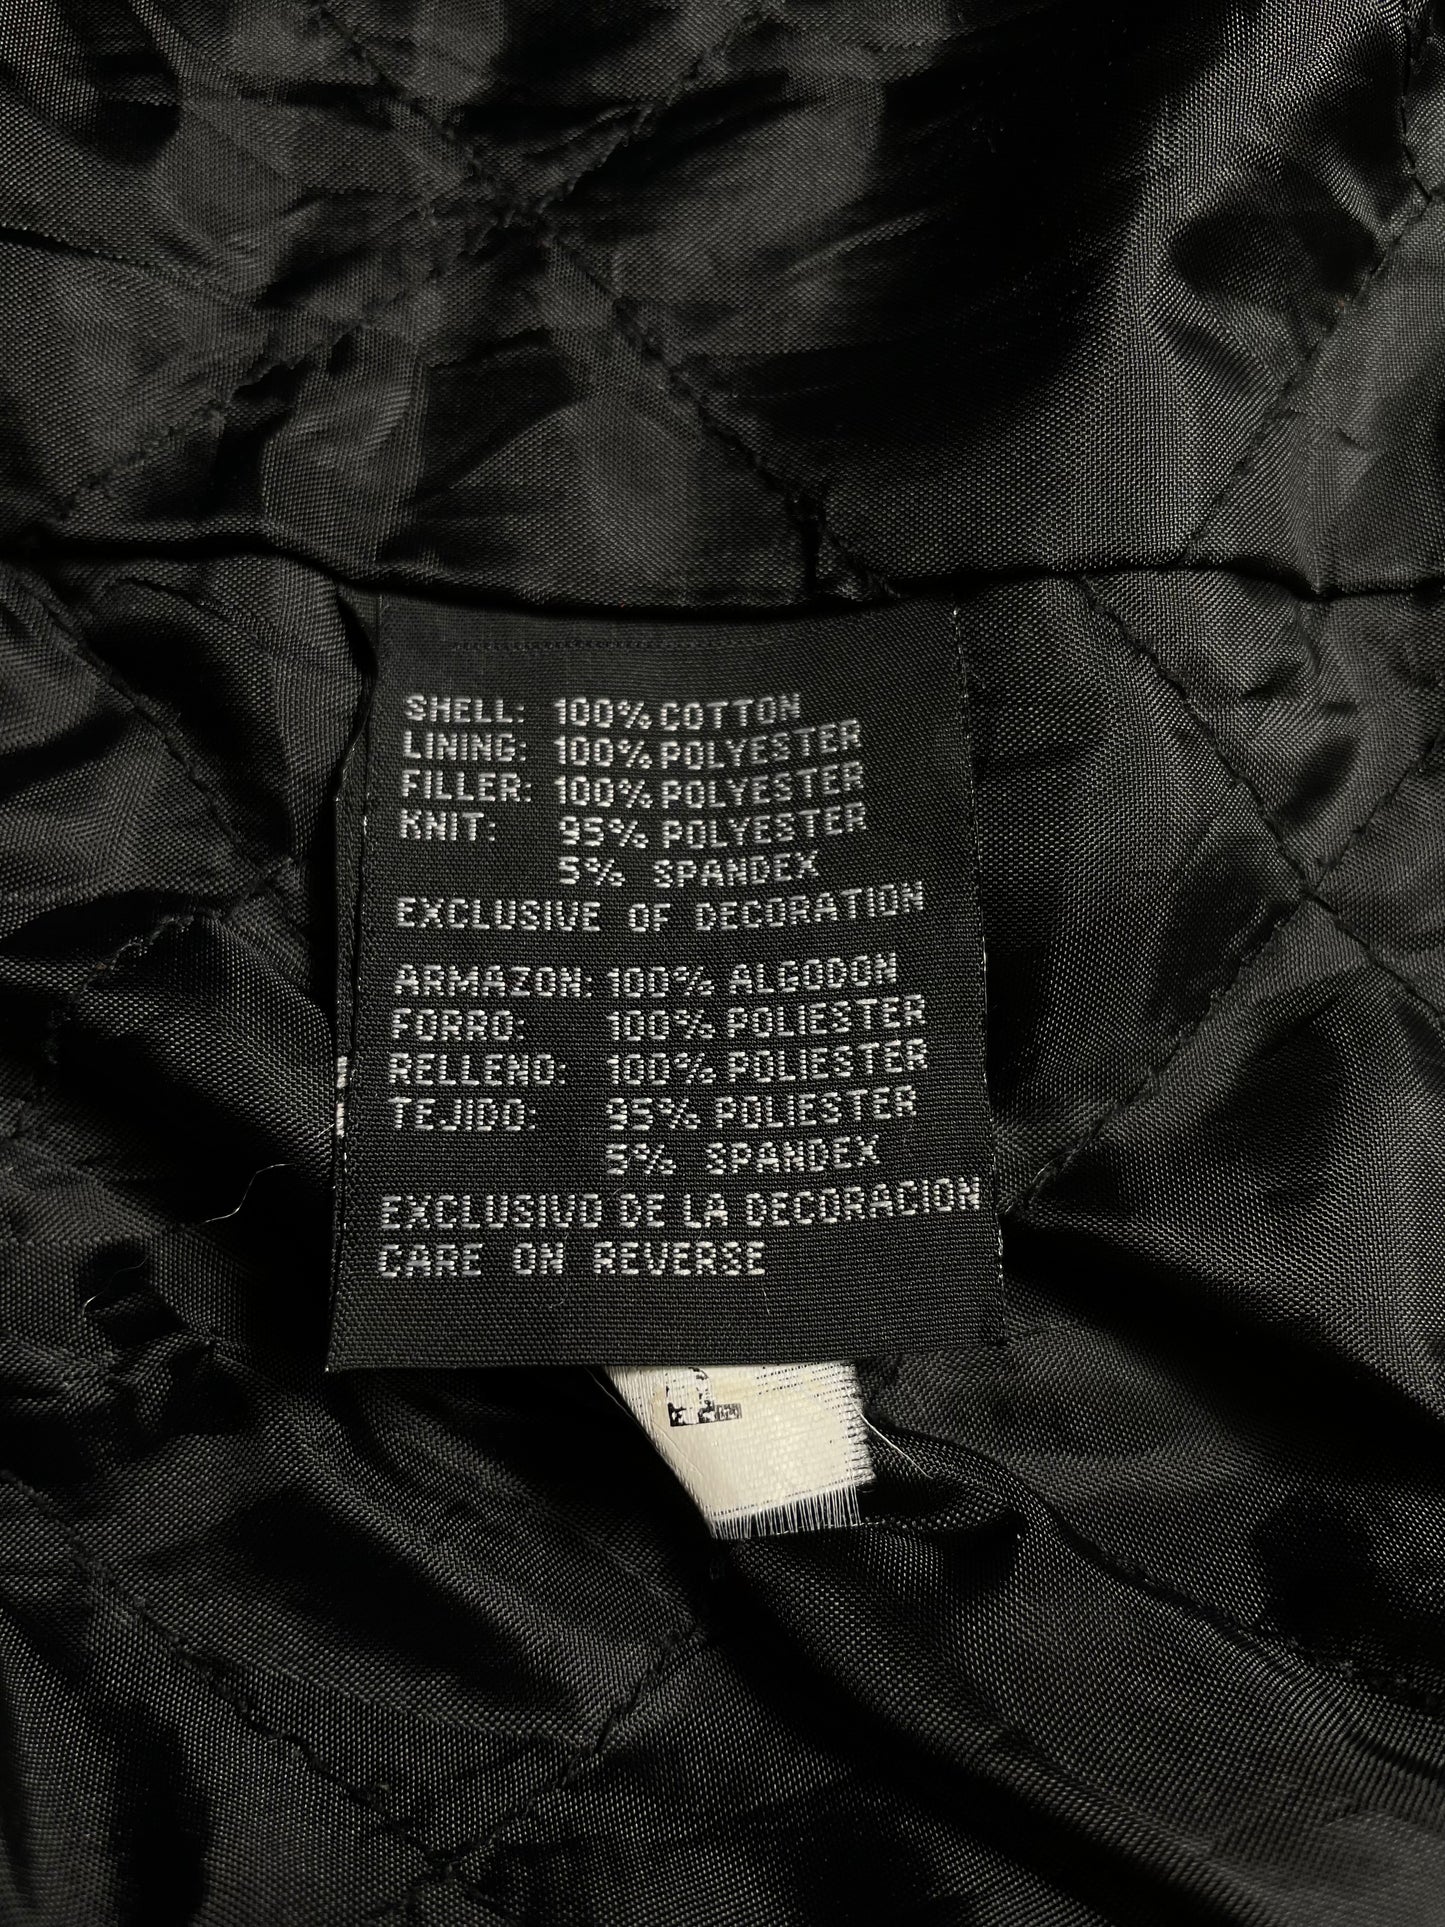 SHELL: 100% COTTON
LINING: 100% POLYESTER
FILLER: 100% POLYESTER
KNIT: 95% POLYESTER
5% SPANDEX
EXCLUSIVE OF DECORATION
ARMAZON: 100% ALGODON
FORRO: 100% POLIESTER
RELLENO: 100% POLIESTER
TEJIDO: 95% POLIESTER
5% SPANDEX
EXCLUSIVO DE LA DECORACION
CARE ON REVERSE